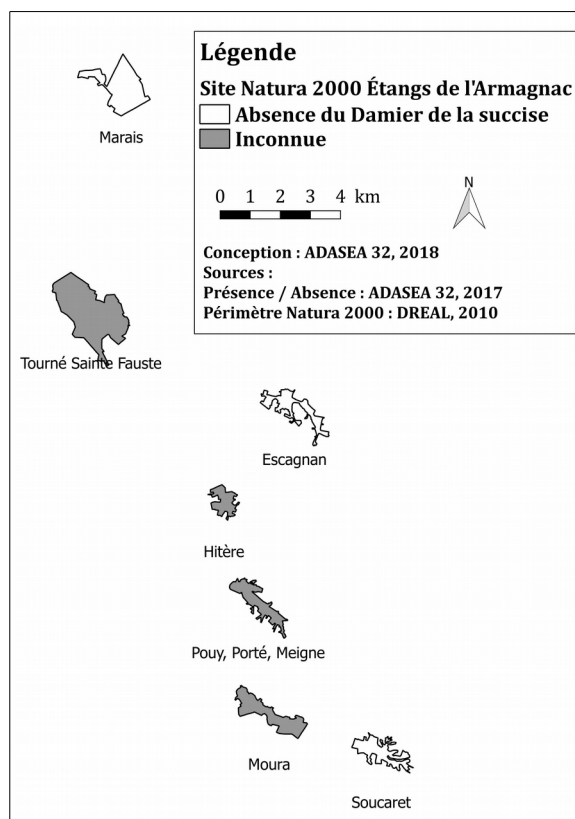 Légende
Site Natura 2000 Étangs de l'Armagnac
Absence du Damier de la succise
Inconnue
0 1 2 3 4 km
N
Conception : ADASEA 32, 2018
Sources :
Présence / Absence : ADASEA 32, 2017
Périmètre Natura 2000 : DREAL, 2010
Marais
Tourné Sainte Fauste
Escagnan
Hitère
Pouy, Porté, Meigne
Moura
Soucaret